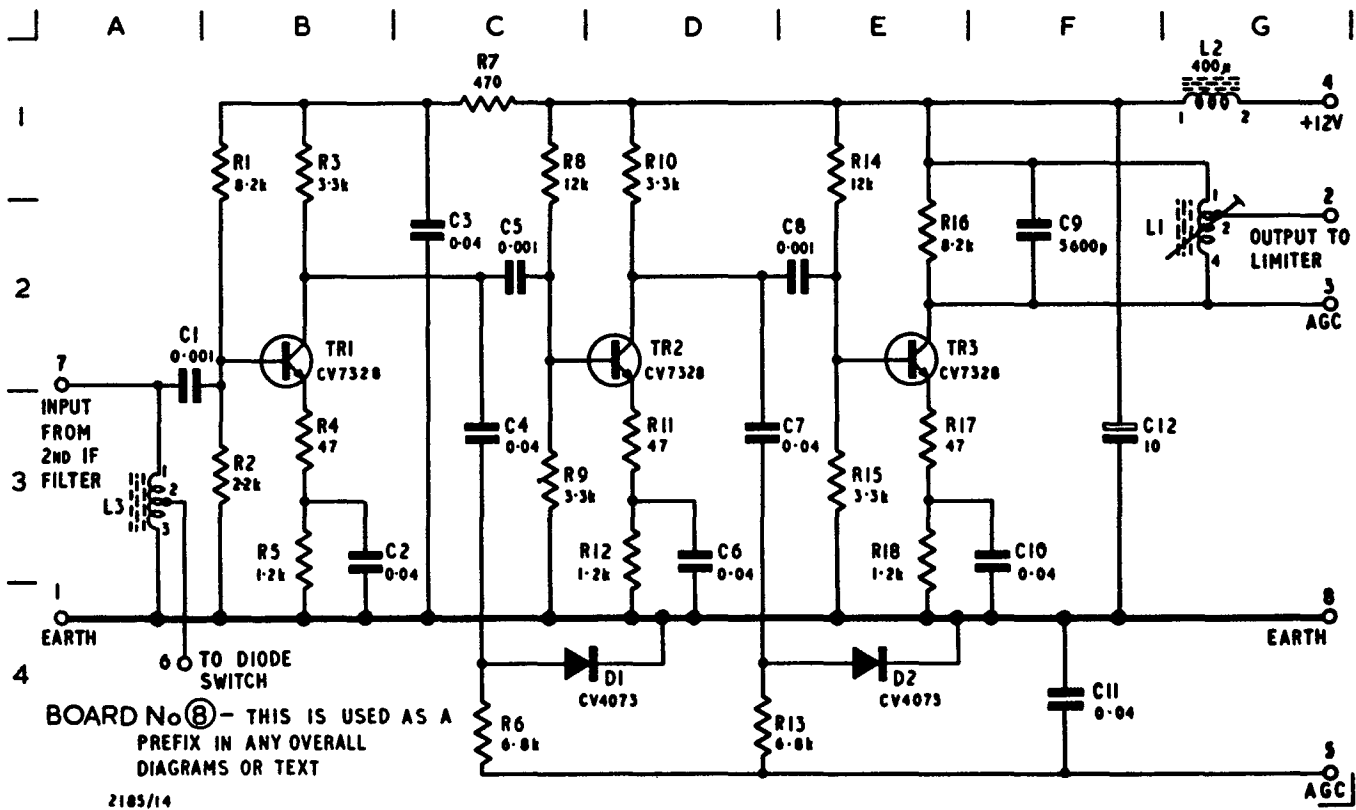 A B C D E F G
L2
400µ
R7
470
4
+12V
1 2
1
R1
8·2k
R3
3·3k
R8
12k
R10
3·3k
R14
12k
1
2
4
L1
2
OUTPUT TO
LIMITER
C3
0·04
C5
0·001
C8
0·001
R16
8·2k
C9
5600p
2
3
AGC
C1
0·001
TR1
CV7328
TR2
CV7328
TR3
CV7328
7
INPUT
FROM
2ND IF
FILTER
R4
47
C4
0·04
R11
47
C7
0·04
R17
47
C12
10
3
R2
2·2k
R9
3·3k
R15
3·3k
1
2
3
L3
R5
1·2k
C2
0·04
R12
1·2k
C6
0·04
R18
1·2k
C10
0·04
1
EARTH
8
EARTH
4
6 TO DIODE
SWITCH
D1
CV4073
D2
CV4073
C11
0·04
BOARD No 8 - THIS IS USED AS A
PREFIX IN ANY OVERALL
DIAGRAMS OR TEXT
R6
6·8k
R13
6·8k
5
AGC
2185/14